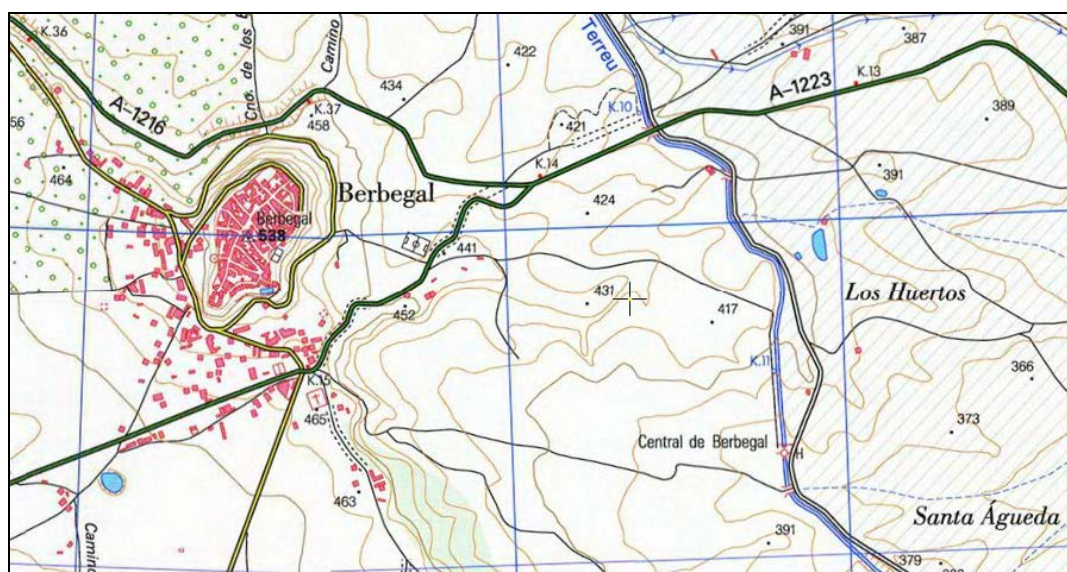 K.36
Cno. de los
Camino
422
Terreu
391
387
A-1216
434
K.37
458
K.10
A-1223
K.13
421
389
56
464
K.14
391
Berbegal
424
Berbegal
538
441
431
452
417
Los Huertos
K.11
366
K.15
465
373
Central de Berbegal
H
463
Santa Águeda
391
Camino
379